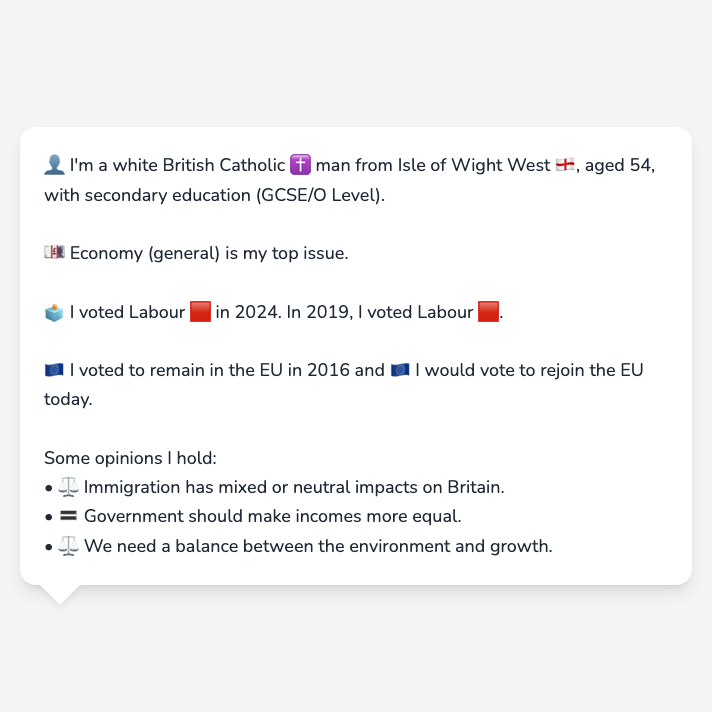 👤 I'm a white British Catholic ✝️ man from Isle of Wight West 🏴󠁧󠁢󠁥󠁮󠁧󠁿, aged 54,
with secondary education (GCSE/O Level).
💷 Economy (general) is my top issue.
🗳️ I voted Labour 🟥 in 2024. In 2019, I voted Labour 🟥.
🇪🇺 I voted to remain in the EU in 2016 and 🇪🇺 I would vote to rejoin the EU
today.
Some opinions I hold:
• ⚖️ Immigration has mixed or neutral impacts on Britain.
• 🟰 Government should make incomes more equal.
• ⚖️ We need a balance between the environment and growth.